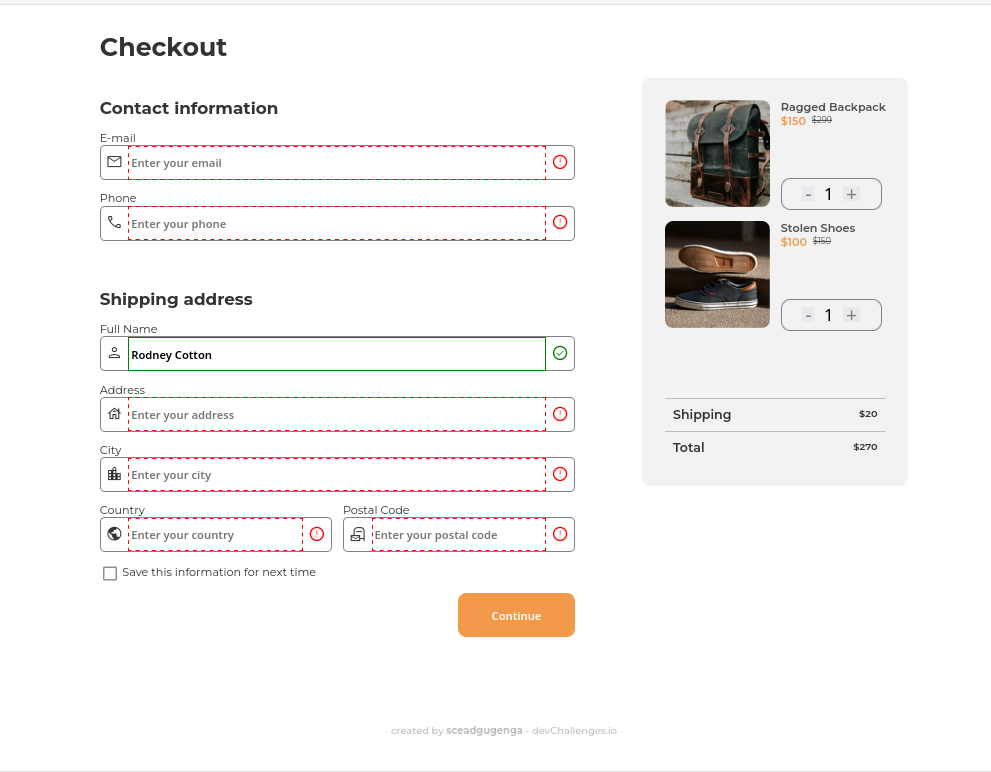 Checkout
Contact information
E-mail
Enter your email
Phone
Enter your phone
Shipping address
Full Name
Rodney Cotton
Address
Enter your address
City
Enter your city
Country
Postal Code
Enter your country
Enter your postal code
Save this information for next time
Continue
Ragged Backpack
$150 $299
- 1 +
Stolen Shoes
$100 $150
- 1 +
Shipping $20
Total $270
created by sceadgugenga - devChallenges.io